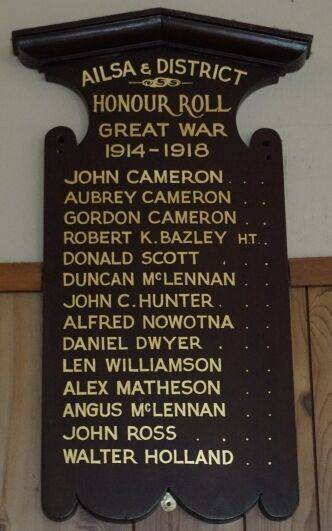 AILSA & DISTRICT
HONOUR ROLL
GREAT WAR
1914-1918
JOHN CAMERON . . .
AUBREY CAMERON . . .
GORDON CAMERON . . .
ROBERT K. BAZLEY H.T. .
DONALD SCOTT . . .
DUNCAN McLENNAN . .
JOHN C. HUNTER . . .
ALFRED NOWOTNA . . .
DANIEL DWYER . . .
LEN WILLIAMSON . . .
ALEX MATHESON . . .
ANGUS McLENNAN . . .
JOHN ROSS . . . .
WALTER HOLLAND . . .